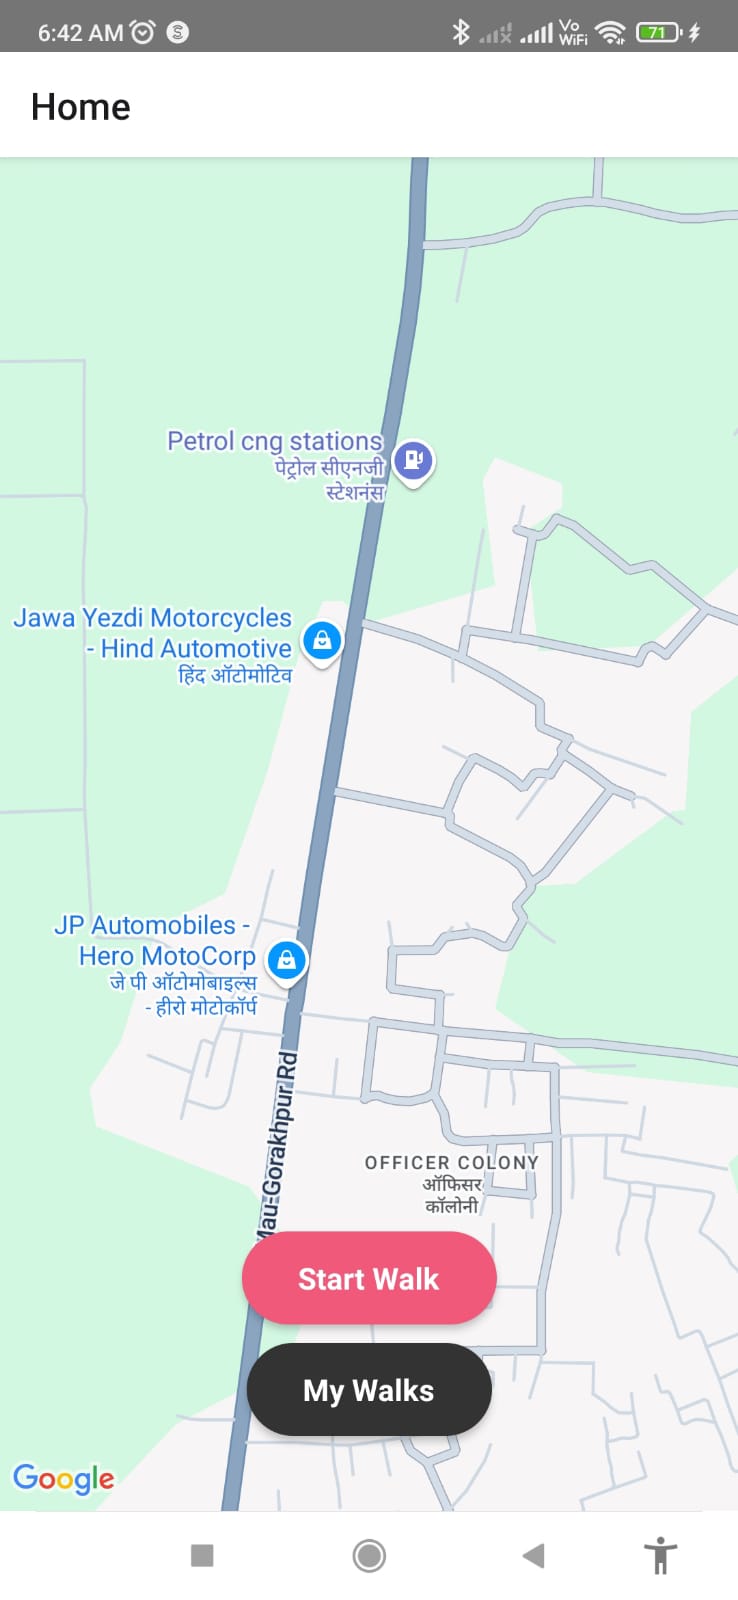 6:42 AM
Vo
WiFi
71
Home
Petrol cng stations
पेट्रोल सीएनजी
स्टेशनंस
Jawa Yezdi Motorcycles
- Hind Automotive
हिंद ऑटोमोटिव
JP Automobiles -
Hero MotoCorp
जे पी ऑटोमोबाइल्स
- हीरो मोटोकॉर्प
Mau-Gorakhpur Rd
OFFICER COLONY
ऑफिसर
कॉलोनी
Start Walk
My Walks
Google